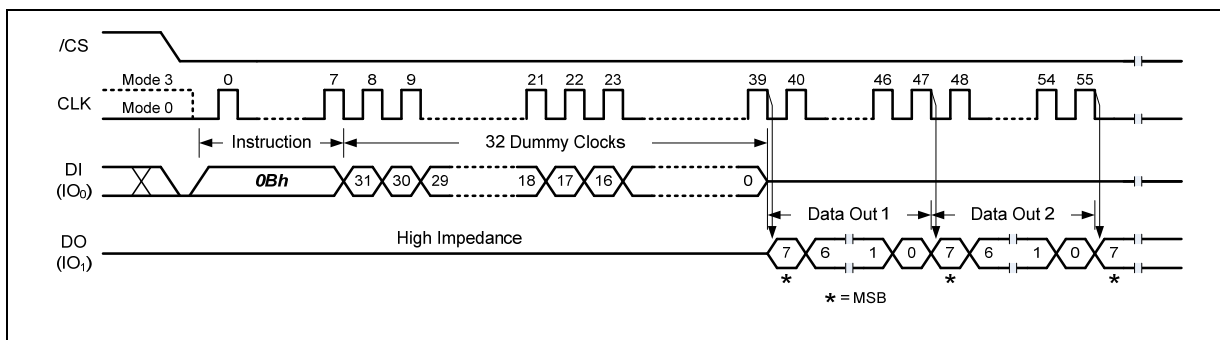 /CS
Mode 3 0 7 8 9 21 22 23 39 40 46 47 48 54 55
CLK
Mode 0
Instruction 32 Dummy Clocks
DI
(IO0) 0Bh 31 30 29 18 17 16 0
Data Out 1 Data Out 2
High Impedance
DO
(IO1) 7 6 1 0 7 6 1 0 7
* * *
* = MSB